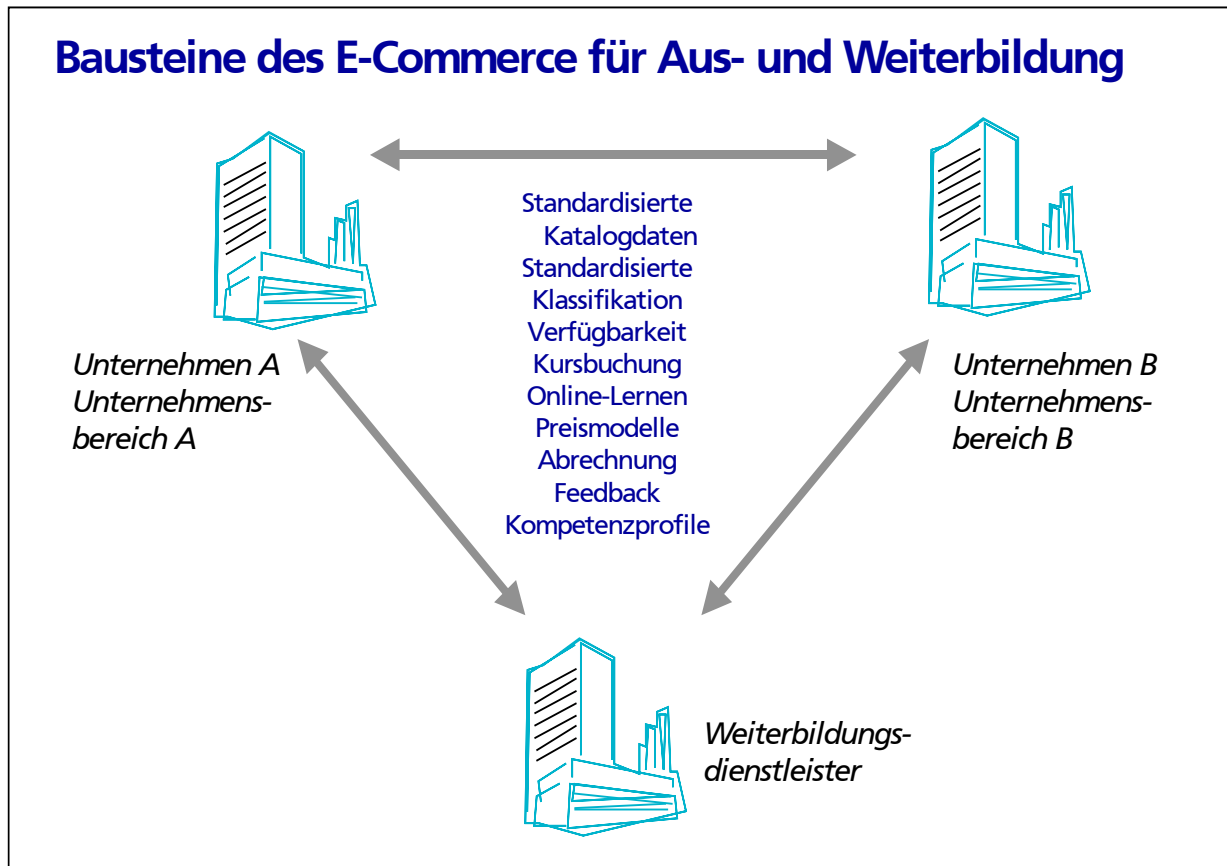 Bausteine des E-Commerce für Aus- und Weiterbildung
Standardisierte
Katalogdaten
Standardisierte
Klassifikation
Verfügbarkeit
Kursbuchung
Online-Lernen
Preismodelle
Abrechnung
Feedback
Kompetenzprofile
Unternehmen A
Unternehmens-
bereich A
Unternehmen B
Unternehmens-
bereich B
Weiterbildungs-
dienstleister